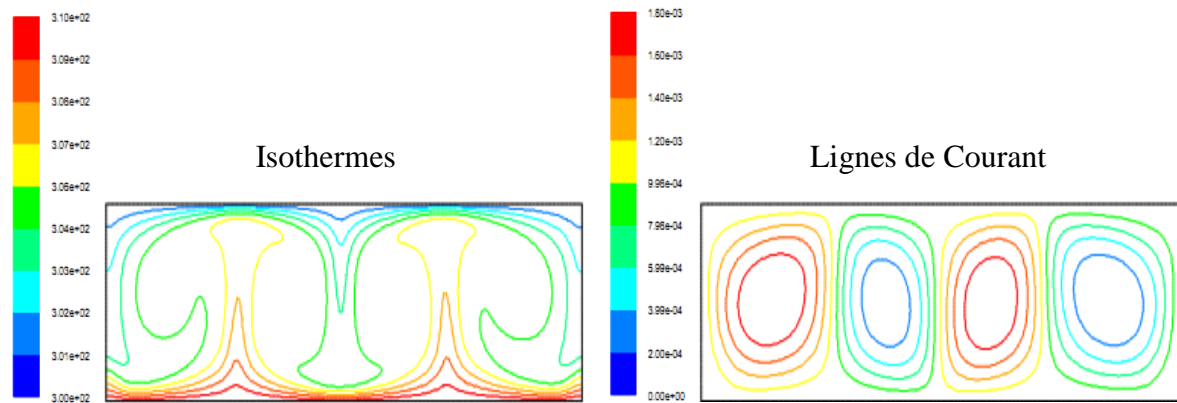 3.10e+02
3.09e+02
3.08e+02
3.07e+02
3.06e+02
3.04e+02
3.03e+02
3.02e+02
3.01e+02
3.00e+02
Isothermes
1.60e-03
1.40e-03
1.20e-03
9.98e-04
7.98e-04
5.99e-04
3.99e-04
2.00e-04
0.00e+00
Lignes de Courant